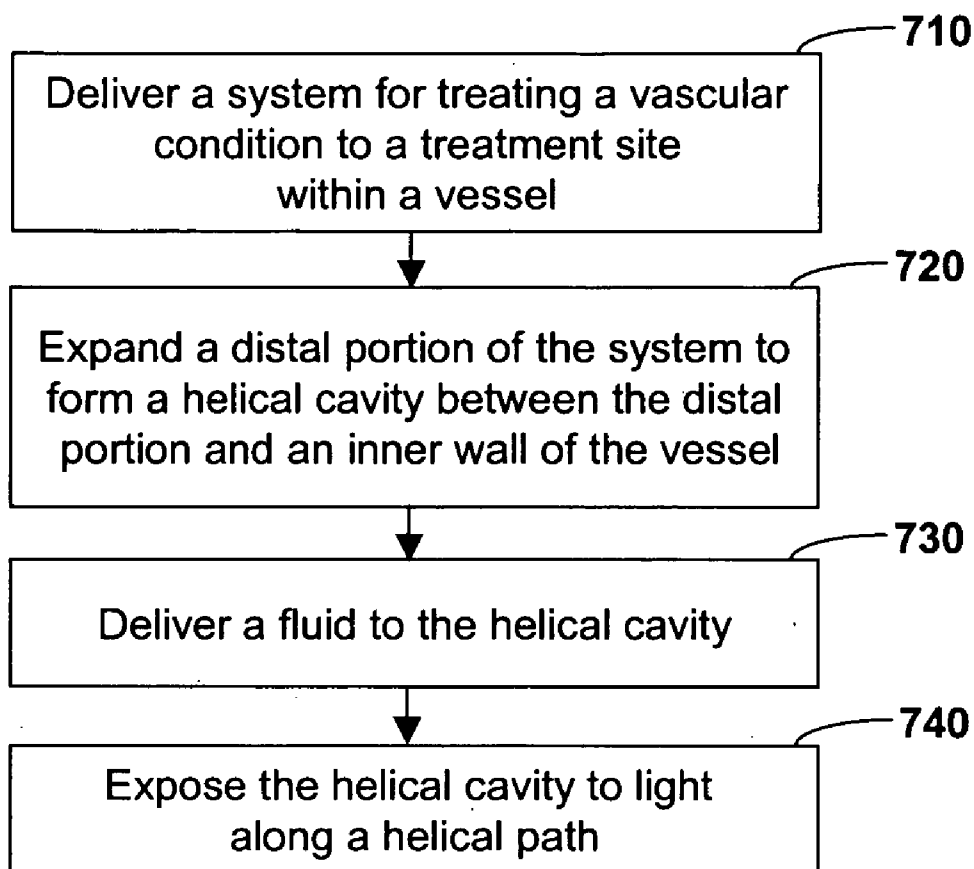 710
Deliver a system for treating a vascular
condition to a treatment site
within a vessel
720
Expand a distal portion of the system to
form a helical cavity between the distal
portion and an inner wall of the vessel
730
Deliver a fluid to the helical cavity
740
Expose the helical cavity to light
along a helical path